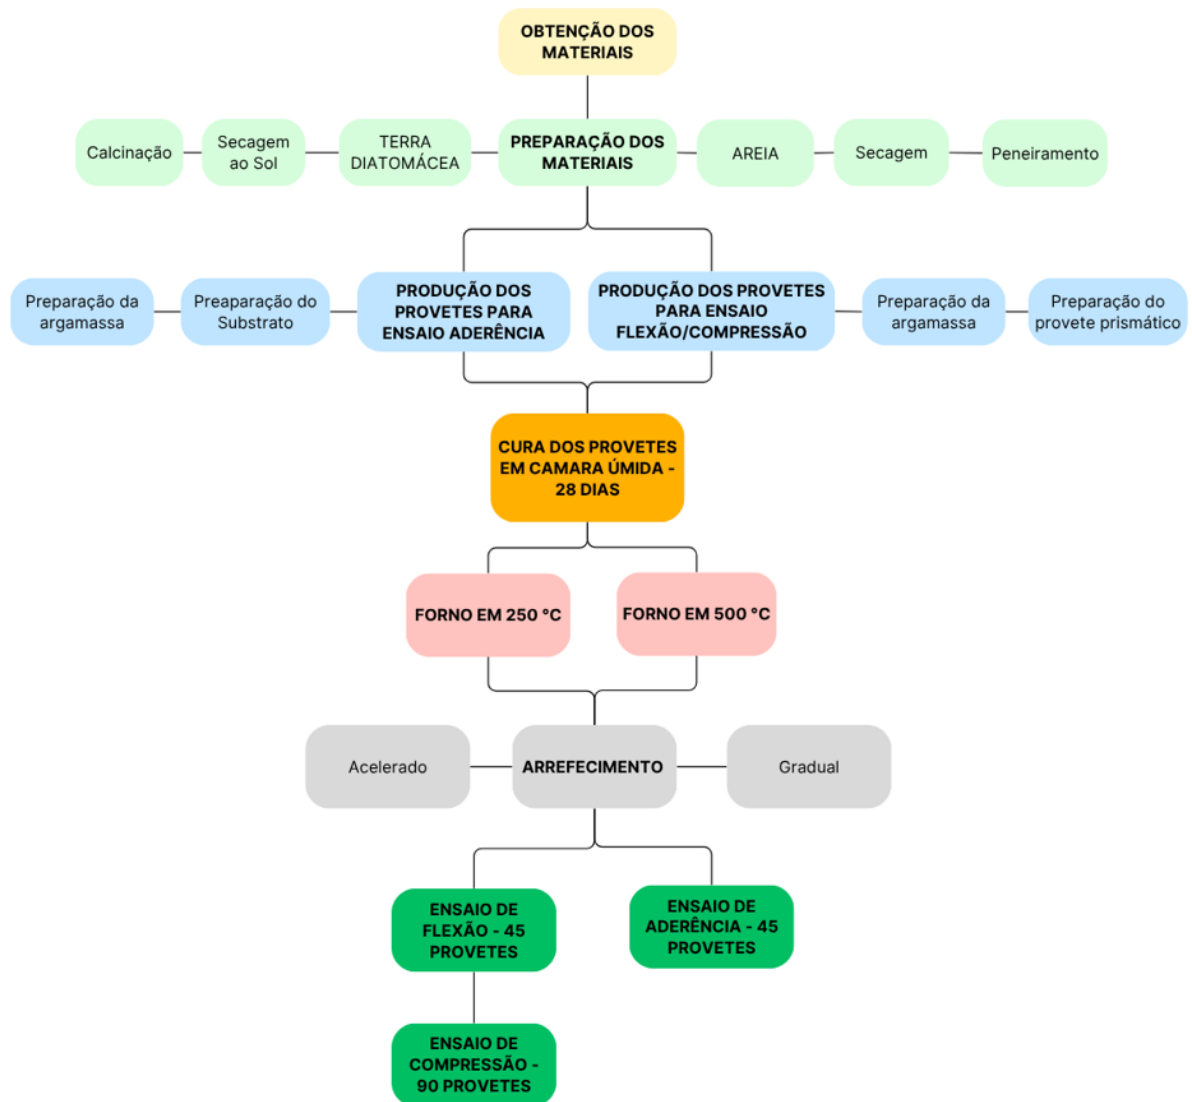 OBTENÇÃO DOS
MATERIAIS
Calcinação
Secagem
ao Sol
TERRA
DIATOMÁCEA
PREPARAÇÃO DOS
MATERIAIS
AREIA
Secagem
Peneiramento
Preparação da
argamassa
Preaparação do
Substrato
PRODUÇÃO DOS
PROVETES PARA
ENSAIO ADERÊNCIA
PRODUÇÃO DOS PROVETES
PARA ENSAIO
FLEXÃO/COMPRESSÃO
Preparação da
argamassa
Preparação do
provete prismático
CURA DOS PROVETES
EM CAMARA ÚMIDA -
28 DIAS
FORNO EM 250 °C
FORNO EM 500 °C
Acelerado
ARREFECIMENTO
Gradual
ENSAIO DE
FLEXÃO - 45
PROVETES
ENSAIO DE
ADERÊNCIA - 45
PROVETES
ENSAIO DE
COMPRESSÃO -
90 PROVETES